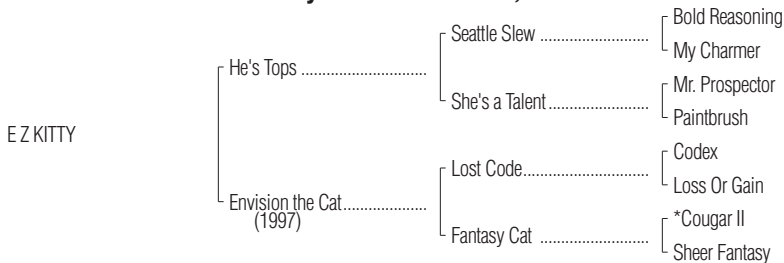 Bold Reasoning
Seattle Slew ..............................
My Charmer
He's Tops ...................................
Mr. Prospector
She's a Talent.............................
Paintbrush
E Z KITTY
Codex
Lost Code...................................
Loss Or Gain
Envision the Cat.......................
(1997)
*Cougar II
Fantasy Cat ..............................
Sheer Fantasy